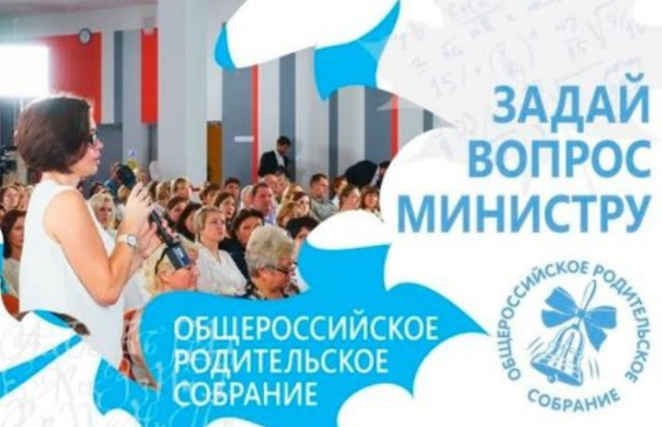 ЗАДАЙ
ВОПРОС
МИНИСТРУ
ОБЩЕРОССИЙСКОЕ
РОДИТЕЛЬСКОЕ
СОБРАНИЕ
ОБЩЕРОССИЙСКОЕ РОДИТЕЛЬСКОЕ
СОБРАНИЕ